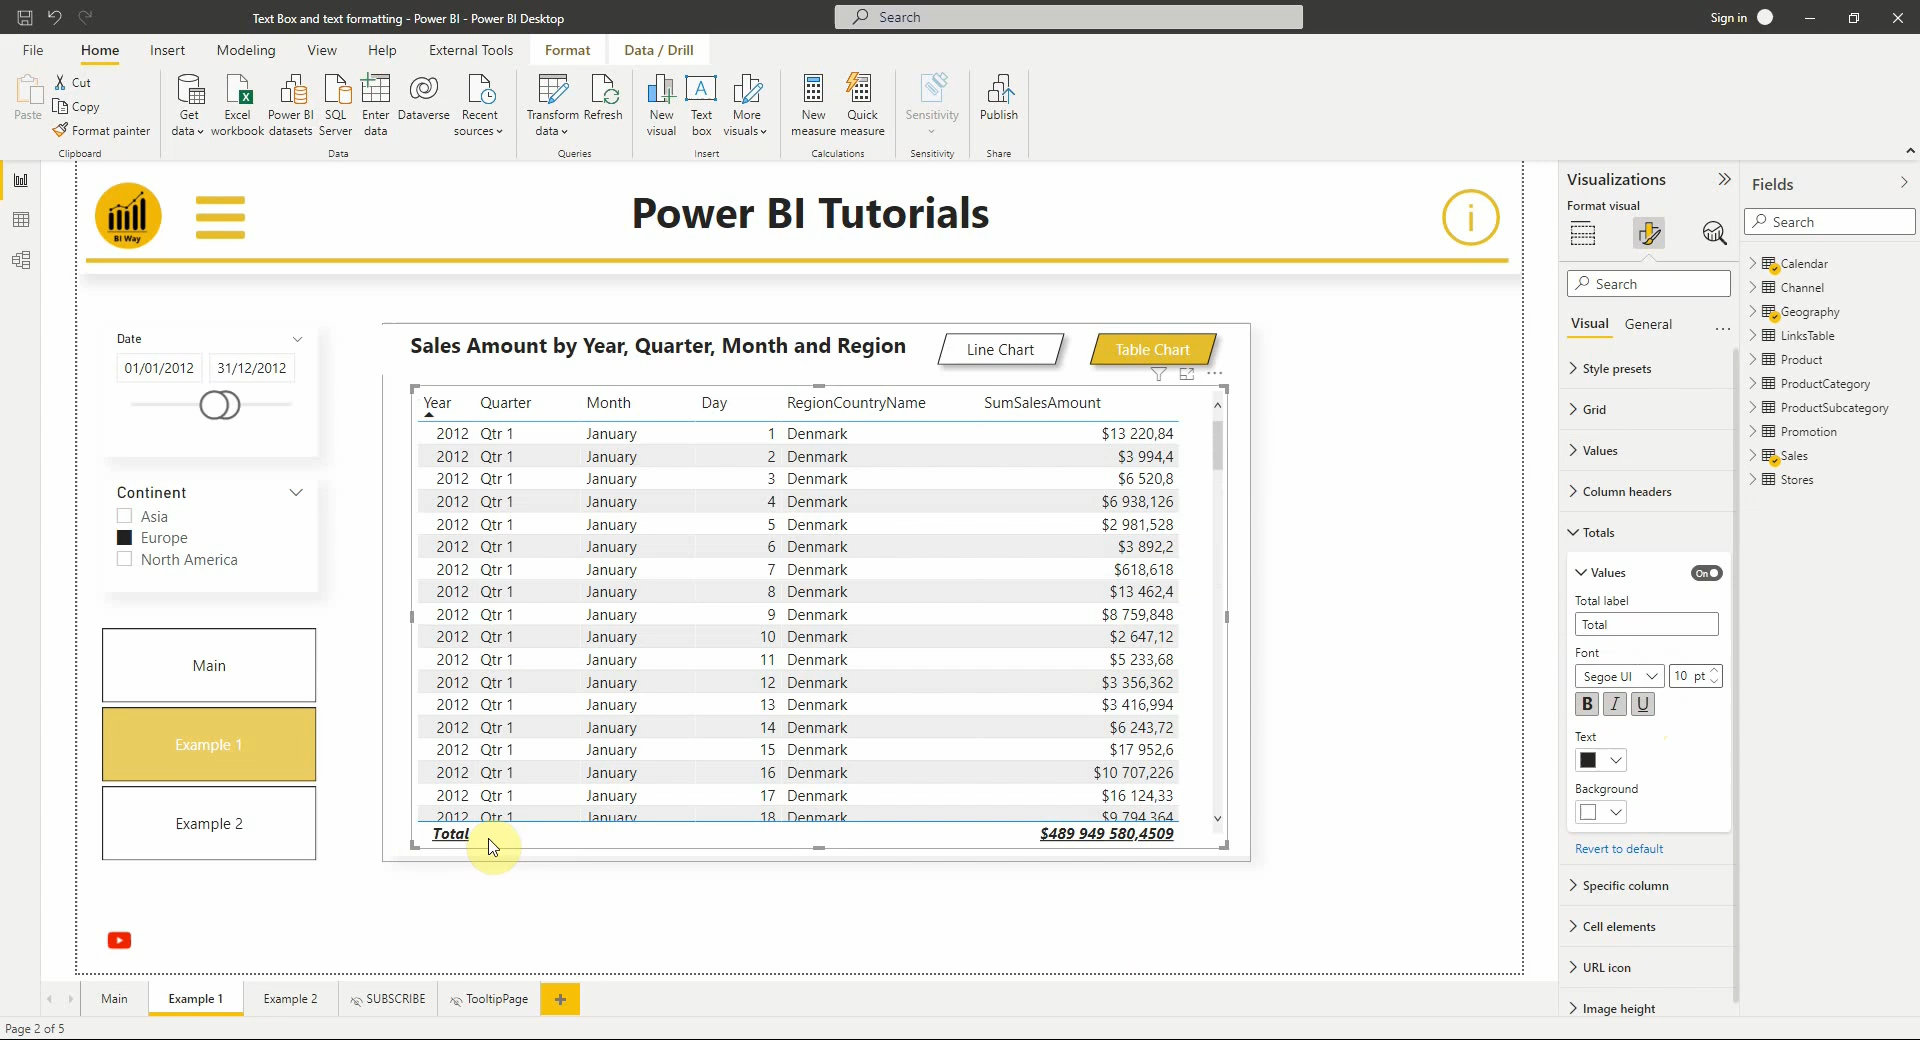 Text Box and text formatting - Power BI - Power BI Desktop
Search
Sign in
File Home Insert Modeling View Help External Tools Format Data / Drill
Paste
Cut
Copy
Format painter
Get data
Excel workbook
Power BI datasets
SQL Server
Enter data
Dataverse
Recent sources
Transform data
Refresh
New visual
Text box
More visuals
New measure
Quick measure
Sensitivity
Publish
Clipboard Data Queries Insert Calculations Sensitivity Share
BI Way
Power BI Tutorials
i
Date
01/01/2012 31/12/2012
Continent
Asia
Europe
North America
Main
Example 1
Example 2
Sales Amount by Year, Quarter, Month and Region
Line Chart
Table Chart
Year Quarter Month Day RegionCountryName SumSalesAmount
2012 Qtr 1 January 1 Denmark $13 220,84
2012 Qtr 1 January 2 Denmark $3 994,4
2012 Qtr 1 January 3 Denmark $6 520,8
2012 Qtr 1 January 4 Denmark $6 938,126
2012 Qtr 1 January 5 Denmark $2 981,528
2012 Qtr 1 January 6 Denmark $3 892,2
2012 Qtr 1 January 7 Denmark $618,618
2012 Qtr 1 January 8 Denmark $13 462,4
2012 Qtr 1 January 9 Denmark $8 759,848
2012 Qtr 1 January 10 Denmark $2 647,12
2012 Qtr 1 January 11 Denmark $5 233,68
2012 Qtr 1 January 12 Denmark $3 356,362
2012 Qtr 1 January 13 Denmark $3 416,994
2012 Qtr 1 January 14 Denmark $6 243,72
2012 Qtr 1 January 15 Denmark $17 952,6
2012 Qtr 1 January 16 Denmark $10 707,226
2012 Qtr 1 January 17 Denmark $16 124,33
2012 Qtr 1 January 18 Denmark $9 794,364
Total $489 949 580,4509
Visualizations
Format visual
Search
Visual General
Style presets
Grid
Values
Column headers
Totals
Values On
Total label
Total
Font
Segoe UI 10 pt
B I U
Text
Background
Revert to default
Specific column
Cell elements
URL icon
Image height
Fields
Search
Calendar
Channel
Geography
LinksTable
Product
ProductCategory
ProductSubcategory
Promotion
Sales
Stores
Main Example 1 Example 2 SUBSCRIBE TooltipPage +
Page 2 of 5